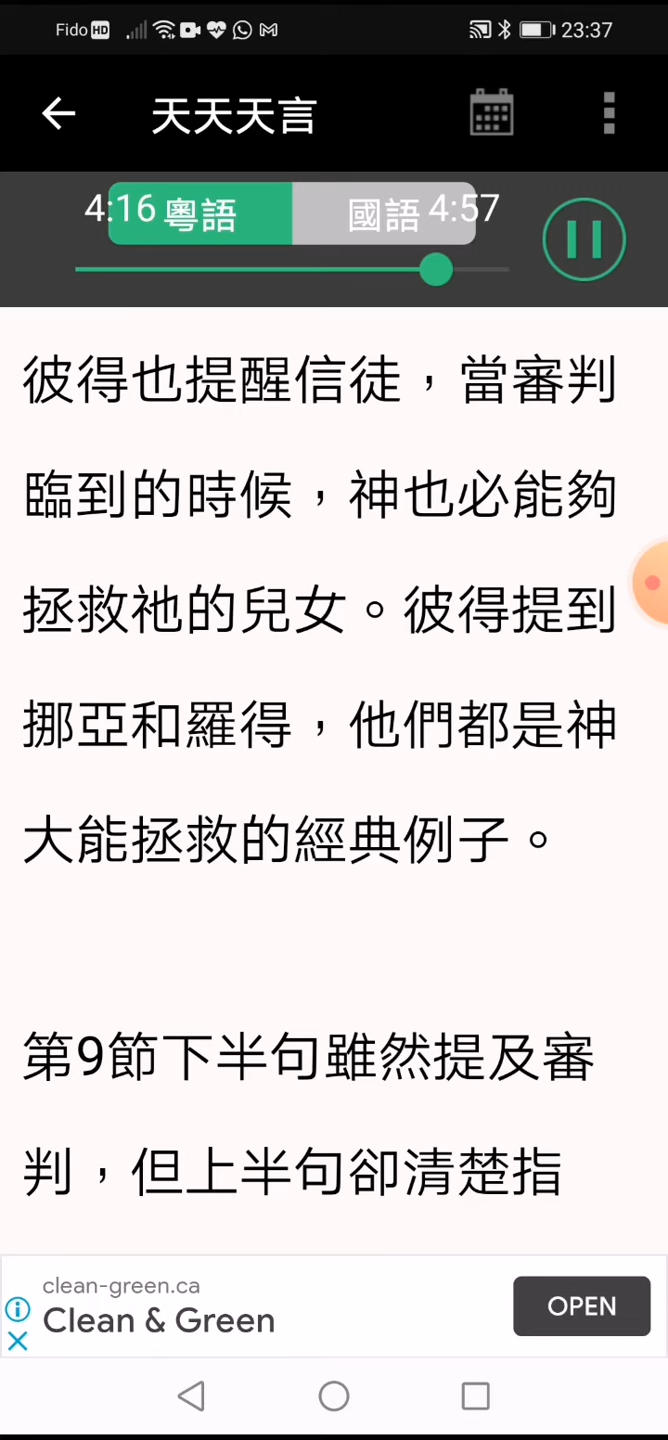 Fido HD 23:37
天天天言
4:16 粵語 國語 4:57
彼得也提醒信徒，當審判
臨到的時候，神也必能夠
拯救祂的兒女。彼得提到
挪亞和羅得，他們都是神
大能拯救的經典例子。
第9節下半句雖然提及審
判，但上半句卻清楚指
clean-green.ca
Clean & Green
OPEN